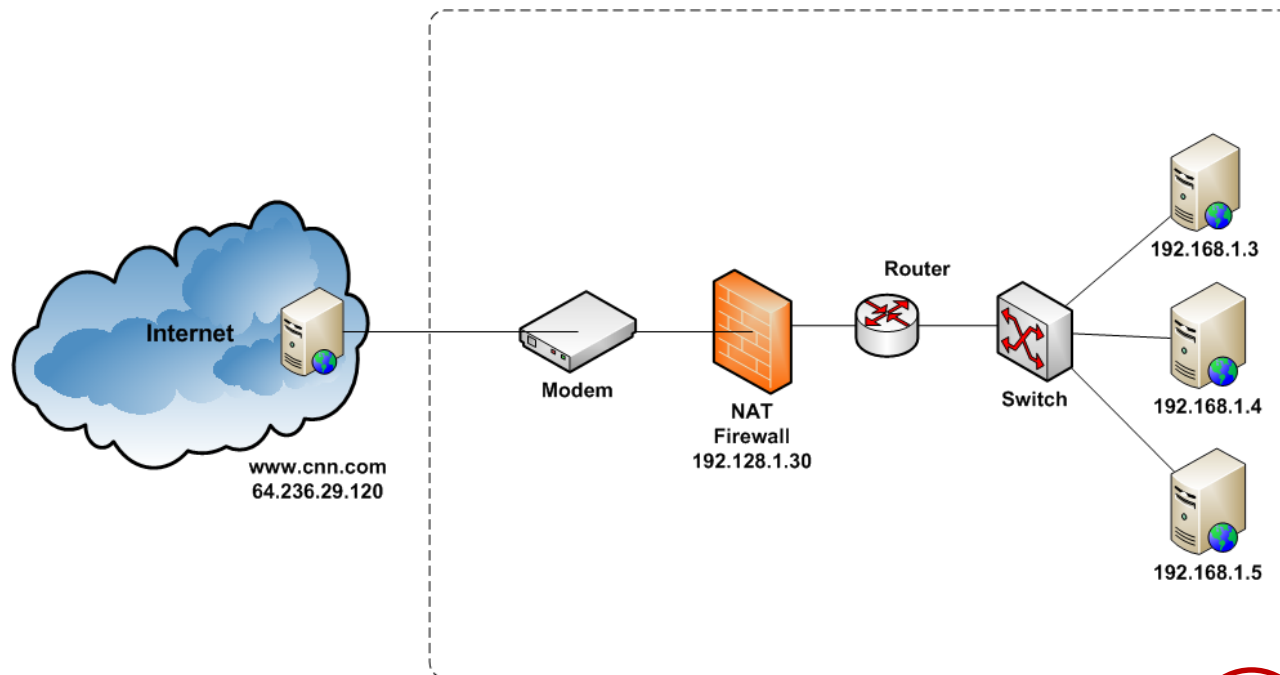 Internet
www.cnn.com
64.236.29.120
Modem
NAT
Firewall
192.128.1.30
Router
Switch
192.168.1.3
192.168.1.4
192.168.1.5